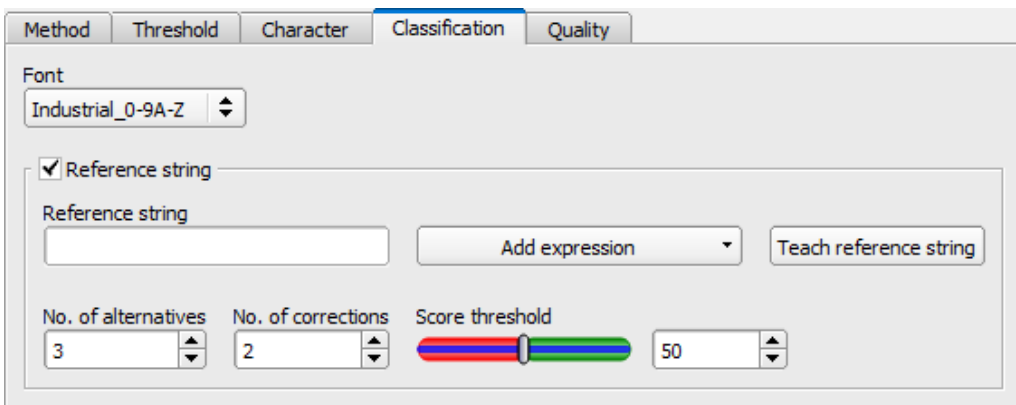 Method Threshold Character Classification Quality
Font
Industrial_0-9A-Z
Reference string
Reference string
Add expression Teach reference string
No. of alternatives No. of corrections Score threshold
3 2 50